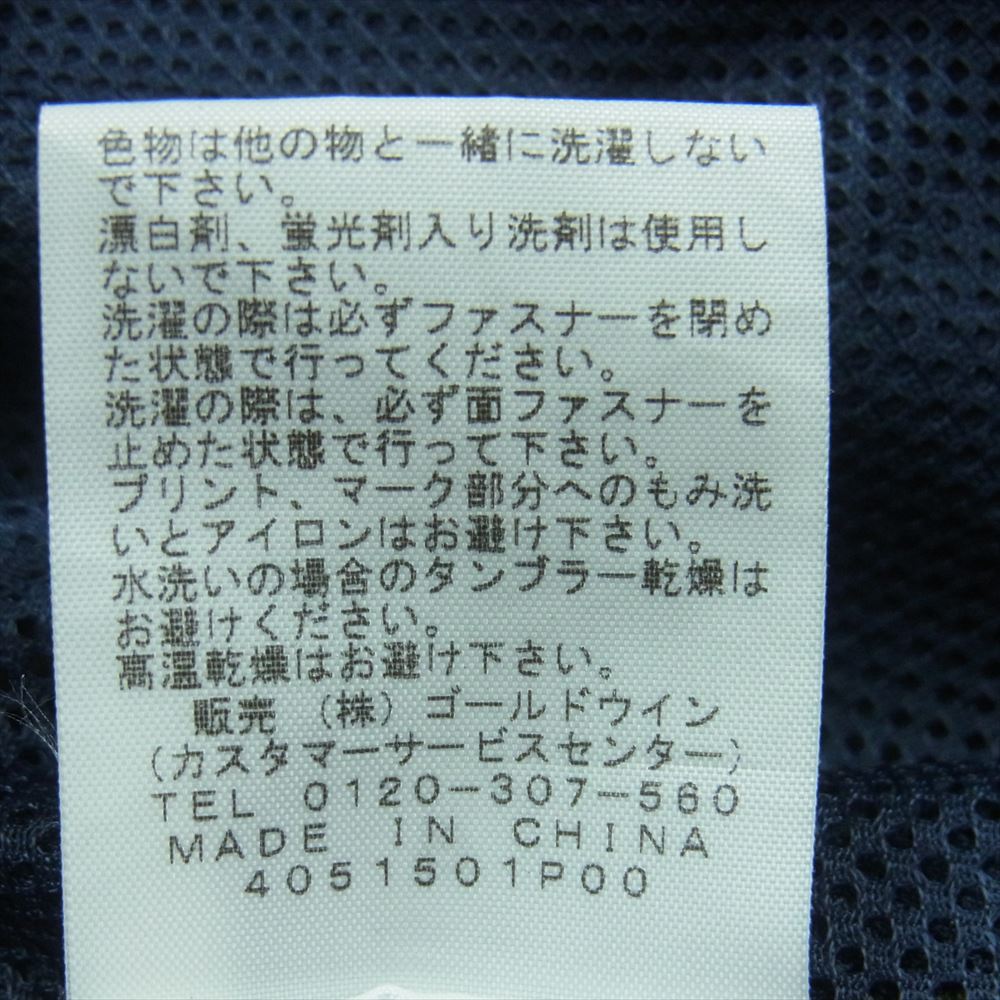 色物は他の物と一緒に洗濯しない
で下さい。
漂白剤、蛍光剤入り洗剤は使用し
ないで下さい。
洗濯の際は必ずファスナーを閉め
た状態で行ってください。
洗濯の際は、必ず面ファスナーを
止めた状態で行って下さい。
プリント、マーク部分へのもみ洗
いとアイロンはお避け下さい。
水洗いの場合のタンブラー乾燥は
お避けください。
高温乾燥はお避け下さい。
販売 (株) ゴールドウイン
(カスタマーサービスセンター)
TEL 0120-307-560
MADE IN CHINA
4051501P00